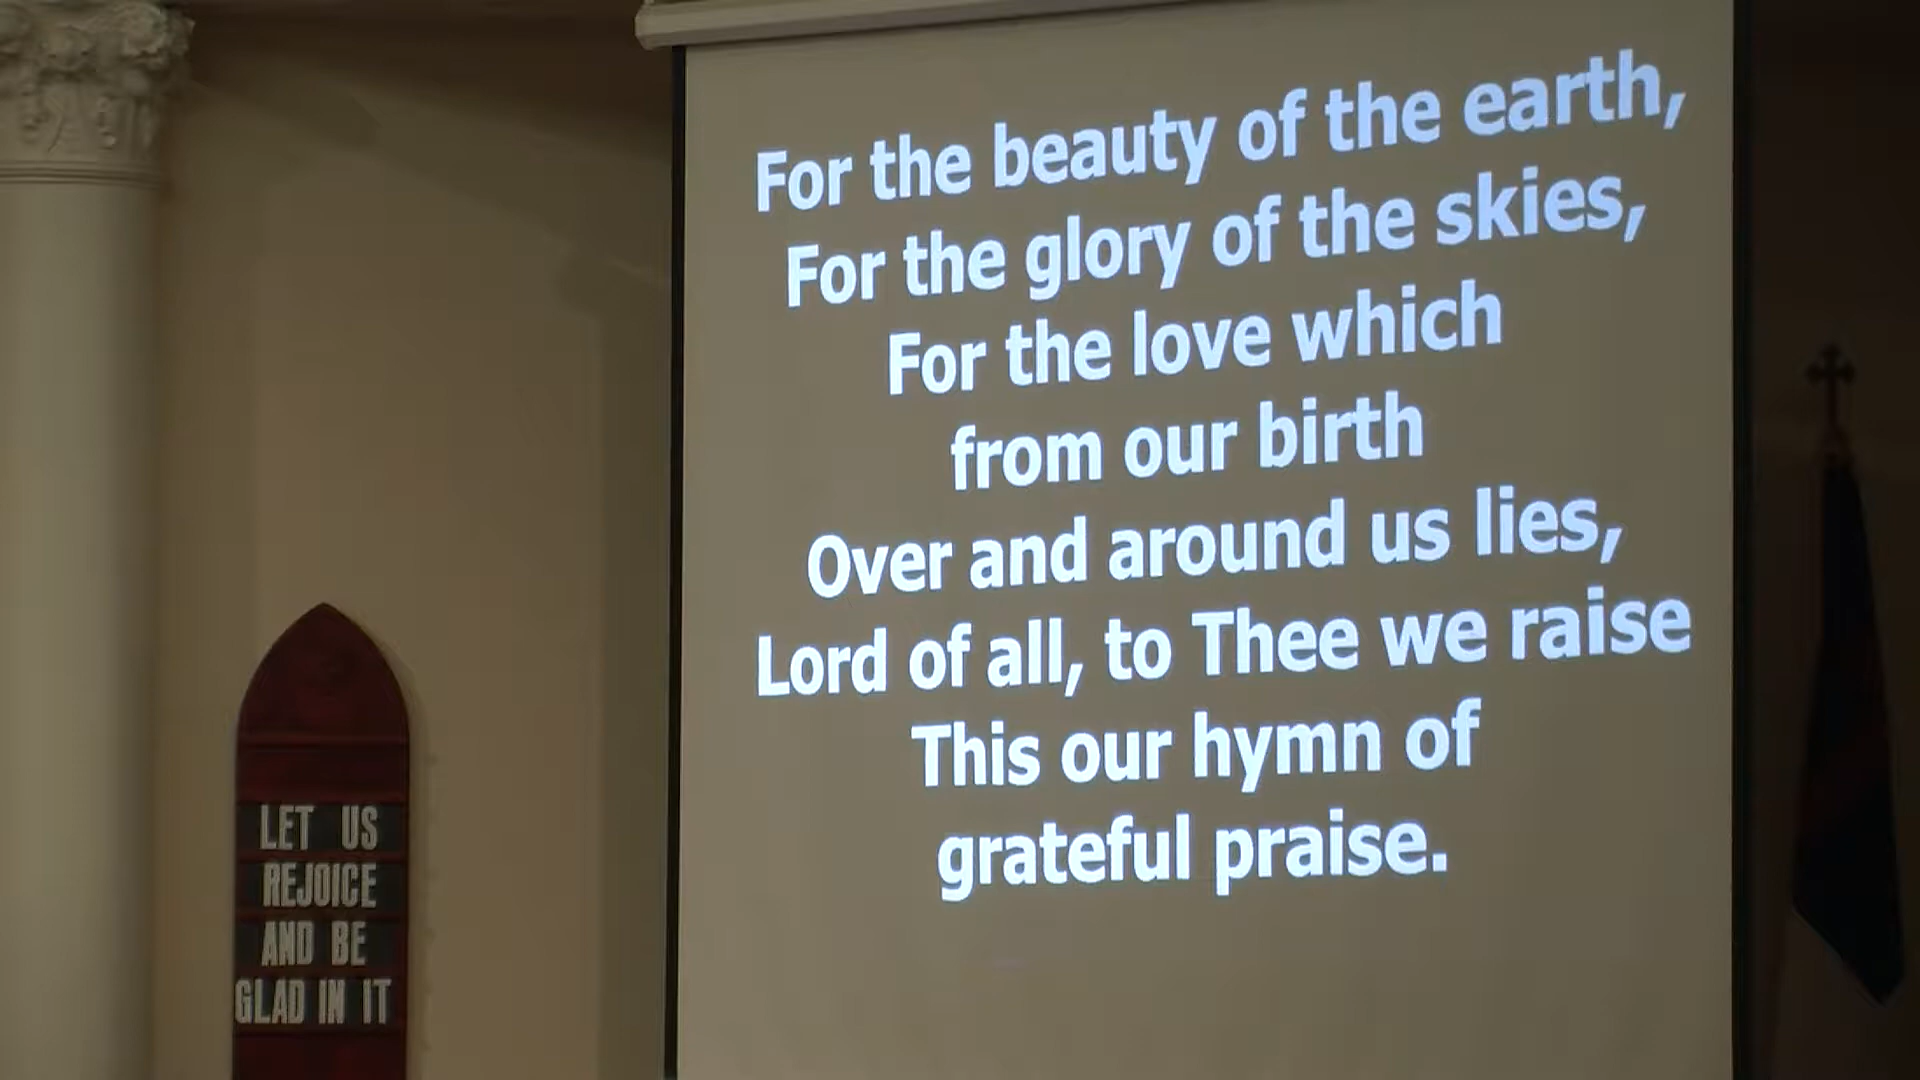 For the beauty of the earth,
For the glory of the skies,
For the love which
from our birth
Over and around us lies,
Lord of all, to Thee we raise
This our hymn of
grateful praise.
LET US
REJOICE
AND BE
GLAD IN IT